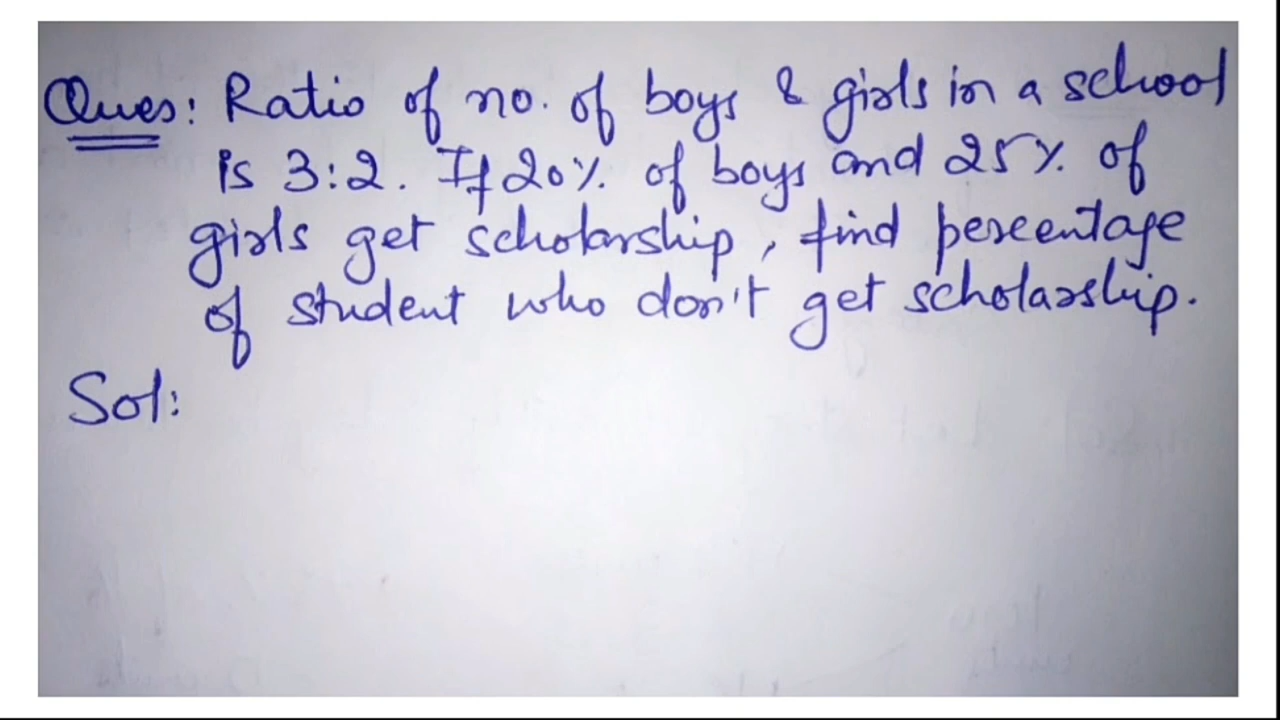 Ques: Ratio of no. of boys & girls in a school
is 3:2. If 20% of boys and 25% of
girls get scholarship, find percentage
of student who don't get scholarship.
Sol: